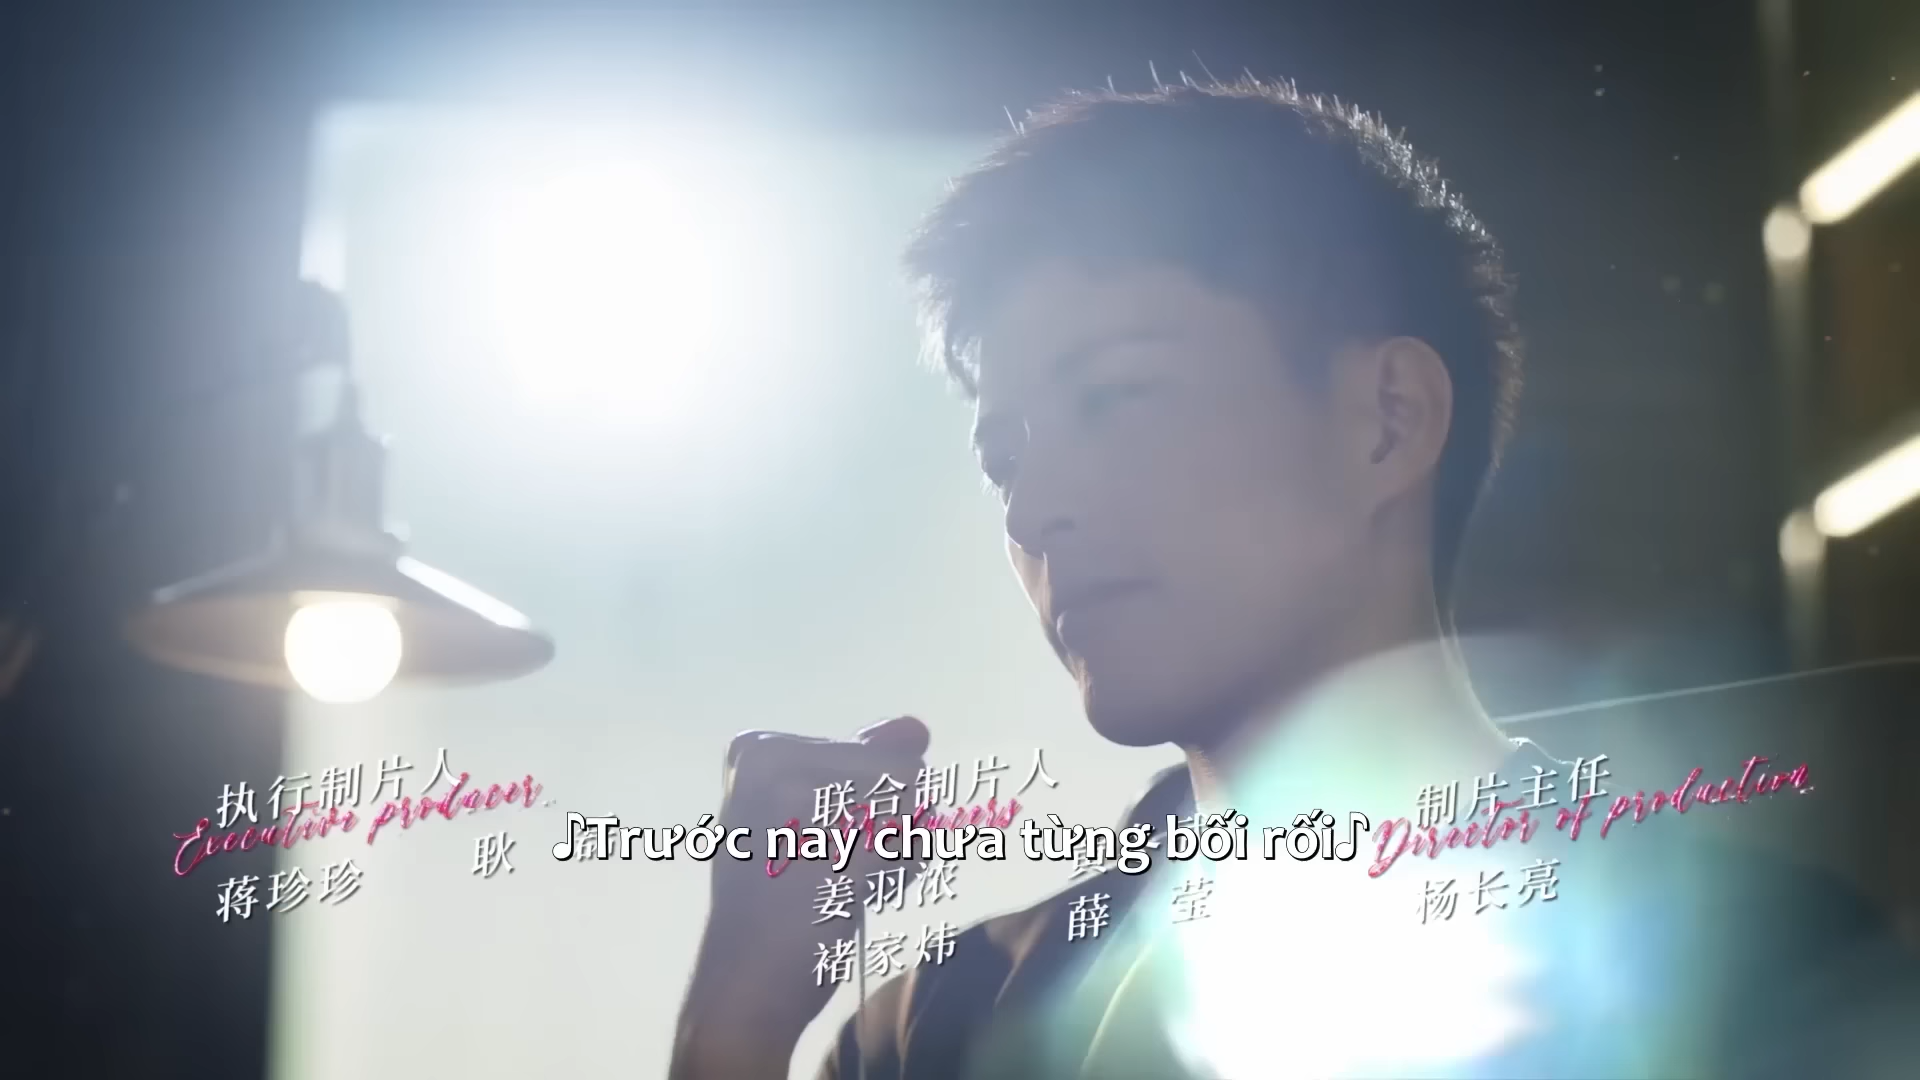 执行制片人
Executive producer
耿
蒋珍珍
联合制片人
♪Trước nay chưa từng bối rối♪
姜羽浓
薛 莹
褚家炜
制片主任
Director of production
杨长亮